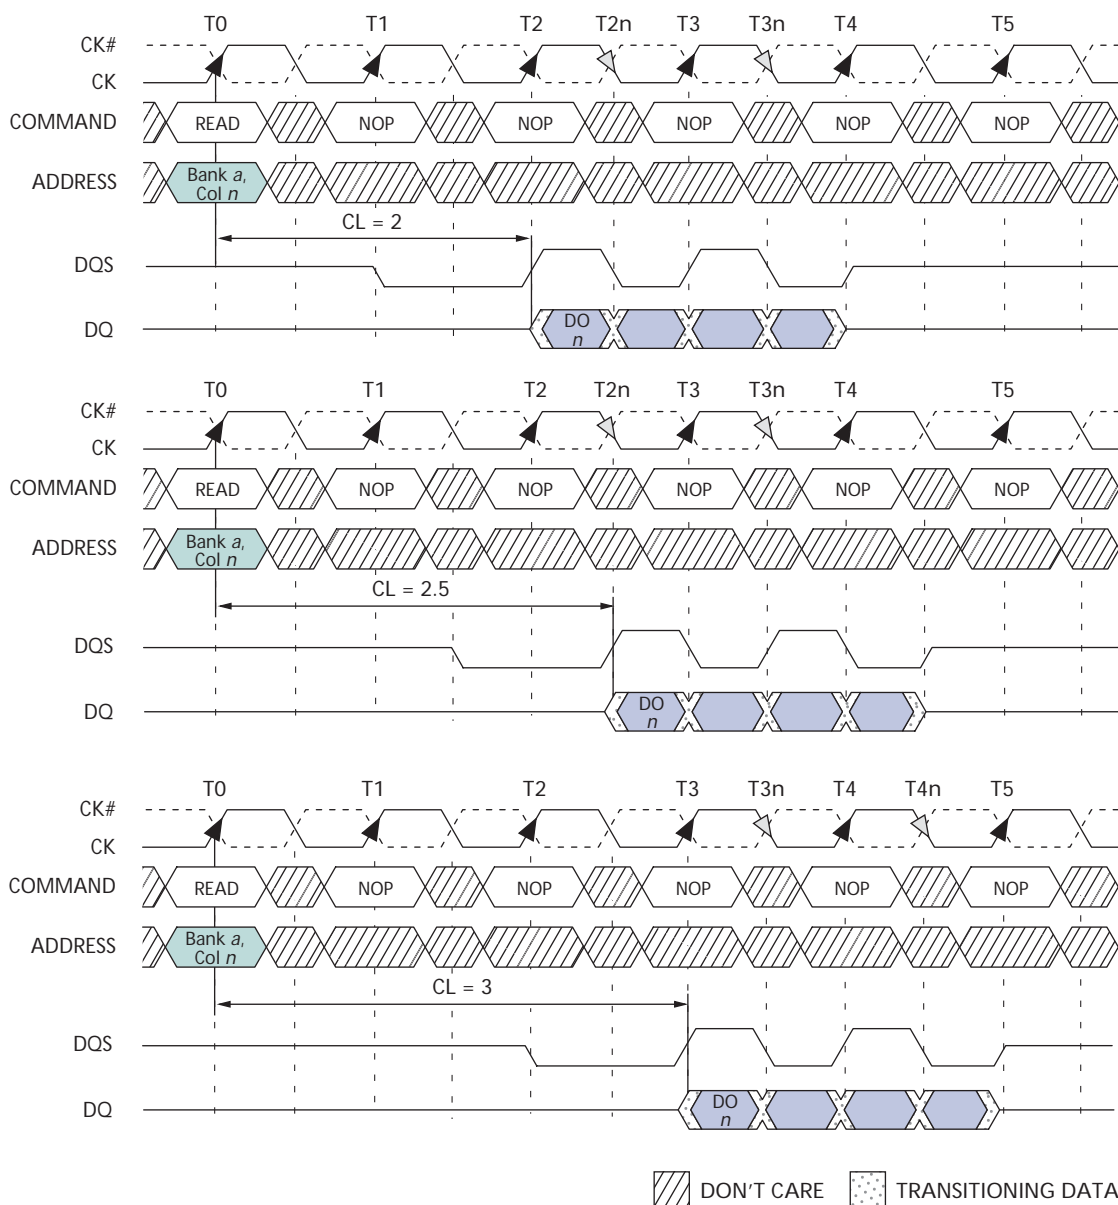 T0 T1 T2 T2n T3 T3n T4 T5
CK#
CK
COMMAND READ NOP NOP NOP NOP NOP
ADDRESS Bank a,
Col n
CL = 2
DQS
DQ DO
n
T0 T1 T2 T2n T3 T3n T4 T5
CK#
CK
COMMAND READ NOP NOP NOP NOP NOP
ADDRESS Bank a,
Col n
CL = 2.5
DQS
DQ DO
n
T0 T1 T2 T3 T3n T4 T4n T5
CK#
CK
COMMAND READ NOP NOP NOP NOP NOP
ADDRESS Bank a,
Col n
CL = 3
DQS
DQ DO
n
DON'T CARE TRANSITIONING DATA